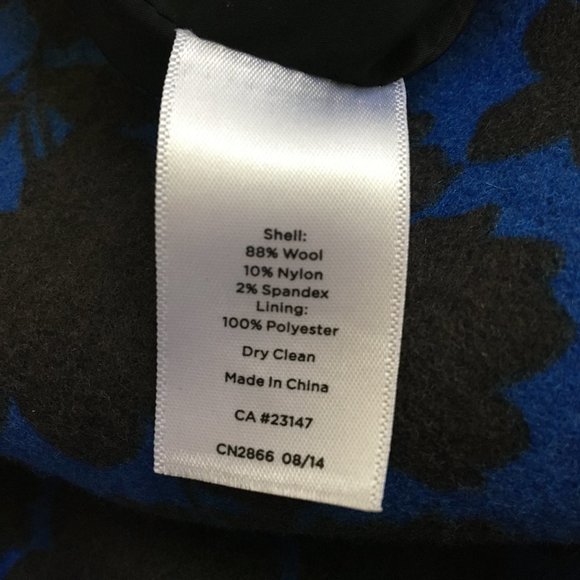 Shell:
88% Wool
10% Nylon
2% Spandex
Lining:
100% Polyester
Dry Clean
Made In China
CA #23147
CN2866 08/14